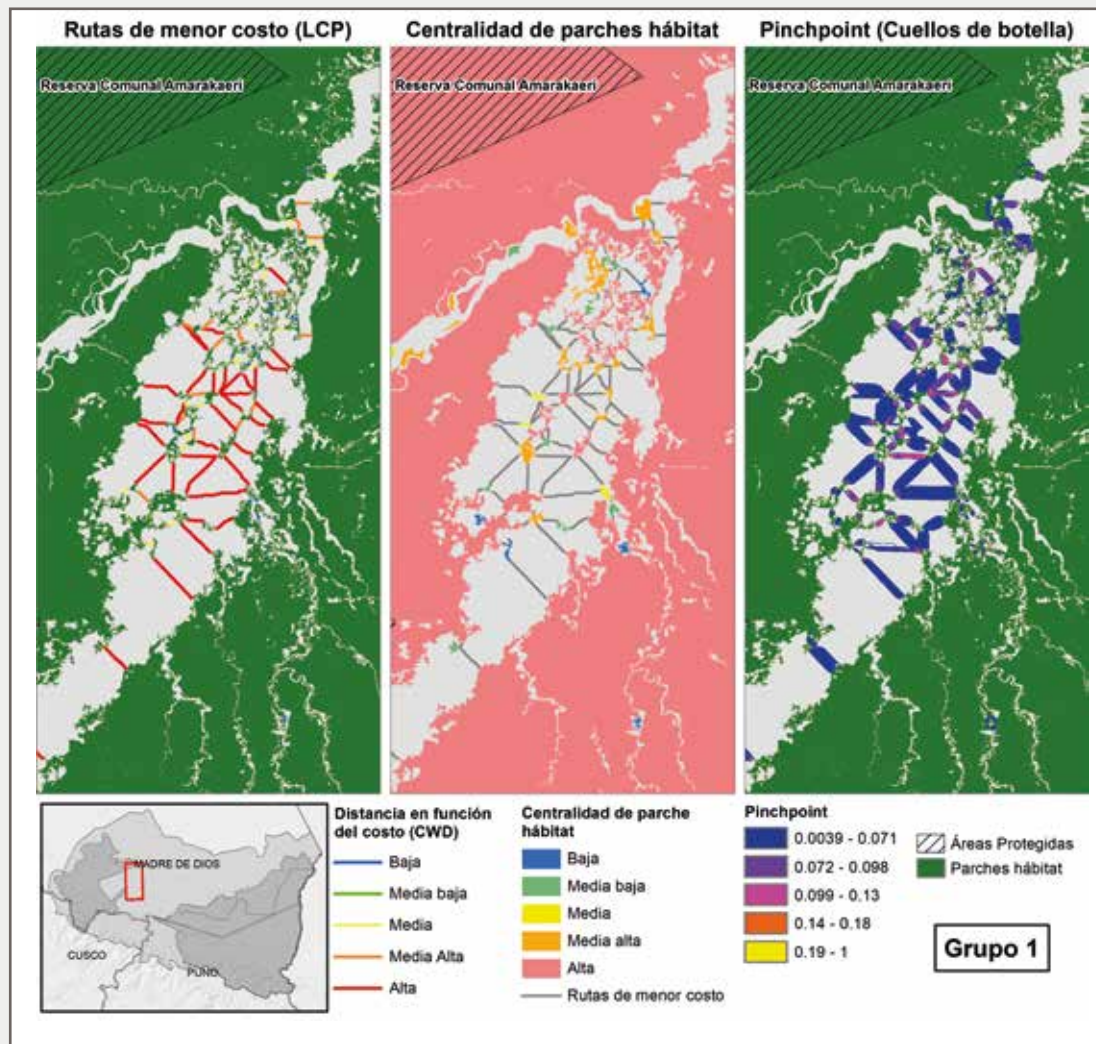 Rutas de menor costo (LCP)
Centralidad de parches hábitat
Pinchpoint (Cuellos de botella)
Reserva Comunal Amarakaeri
Reserva Comunal Amarakaeri
Reserva Comunal Amarakaeri
MADRE DE DIOS
CUSCO
PUNO
Distancia en función
del costo (CWD)
Baja
Media baja
Media
Media Alta
Alta
Centralidad de parche
hábitat
Baja
Media baja
Media
Media alta
Alta
Rutas de menor costo
Pinchpoint
0.0039 - 0.071
0.072 - 0.098
0.099 - 0.13
0.14 - 0.18
0.19 - 1
Áreas Protegidas
Parches hábitat
Grupo 1